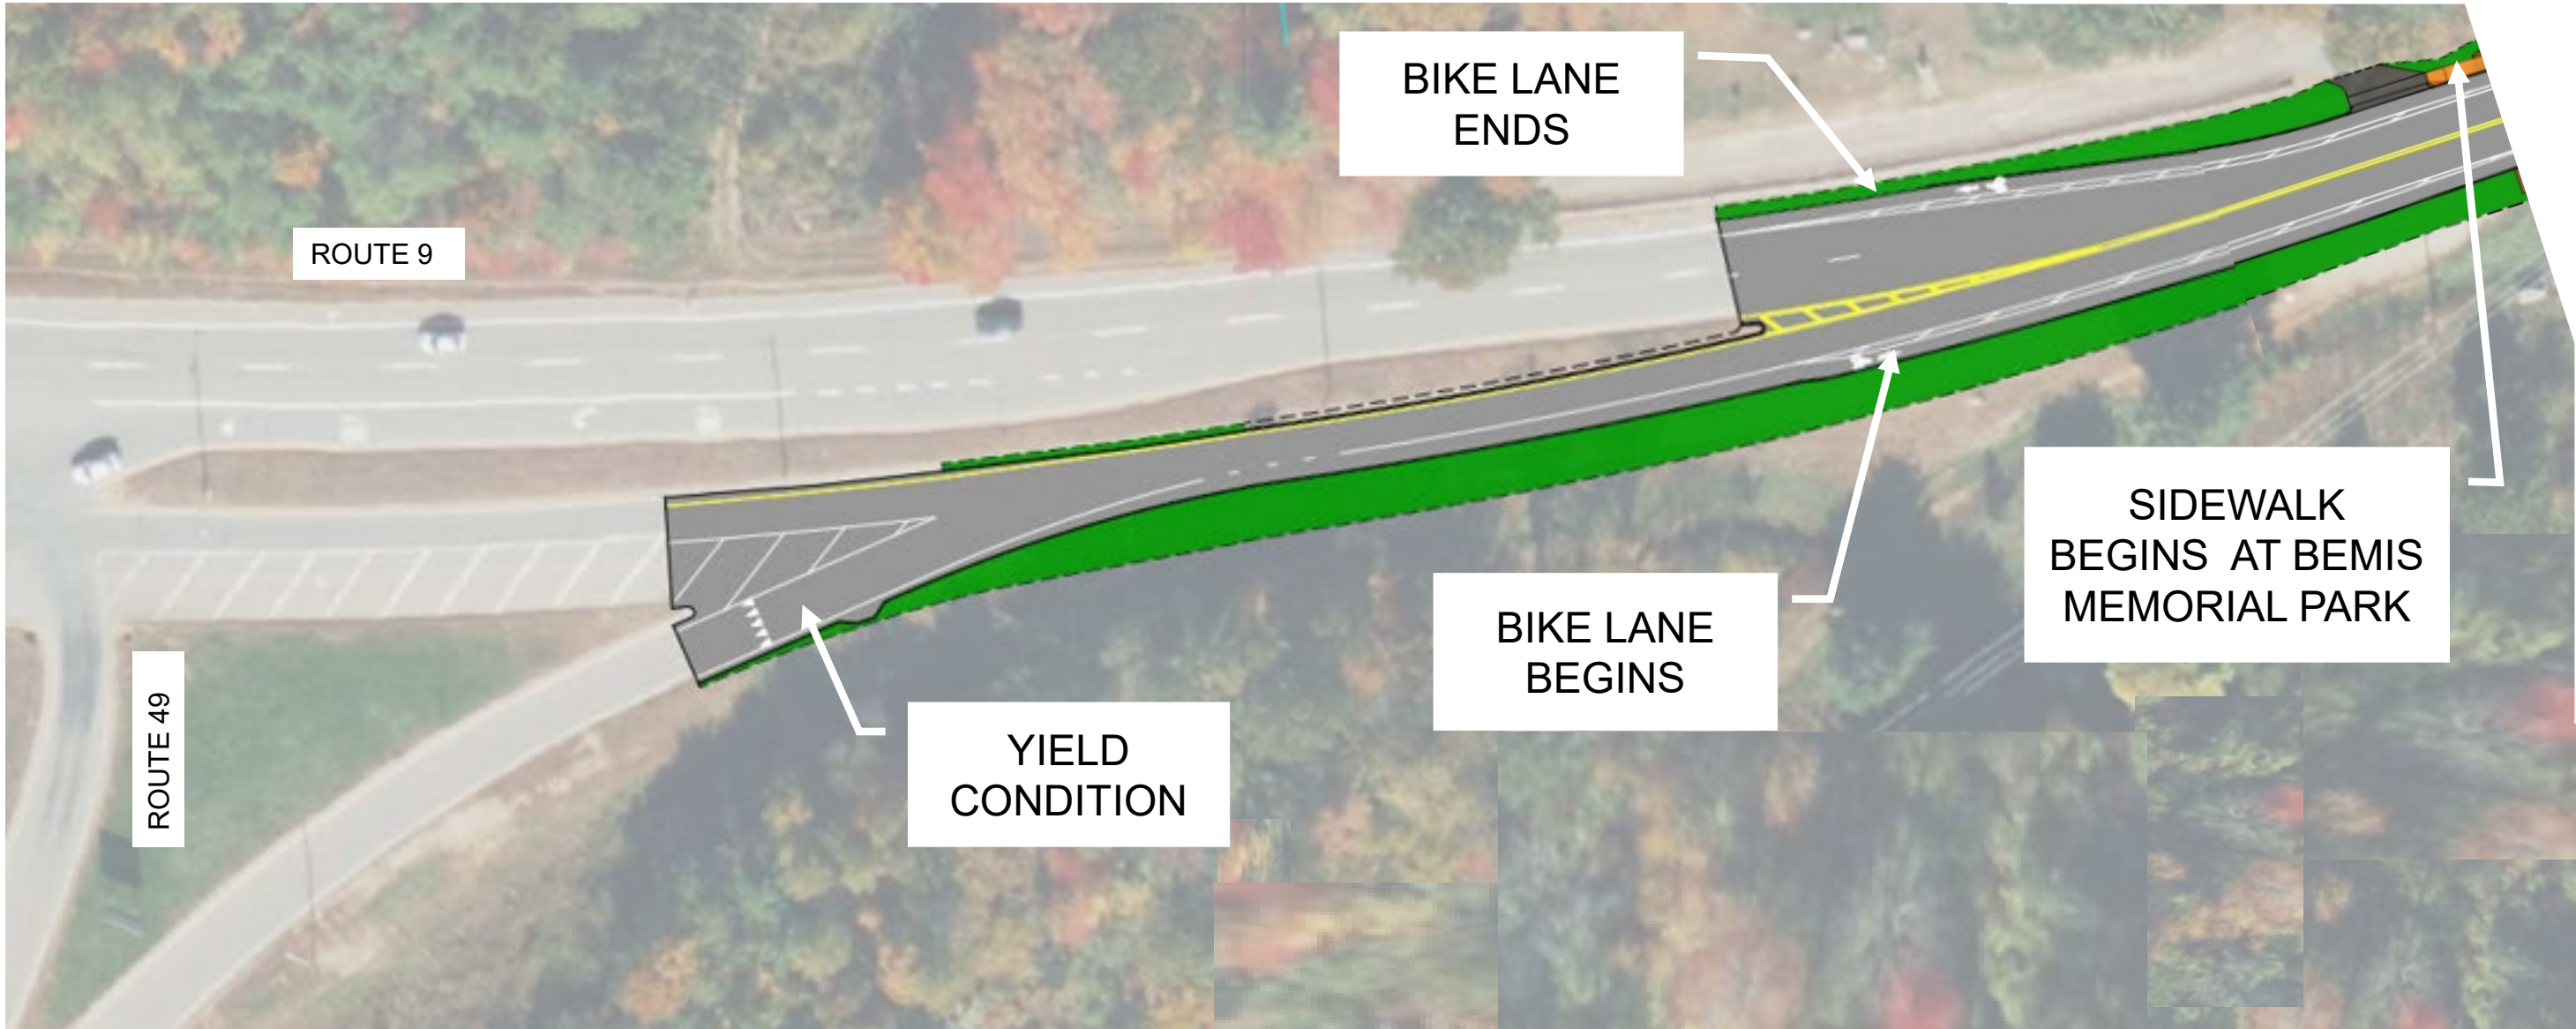 BIKE LANE
ENDS
ROUTE 9
SIDEWALK
BEGINS AT BEMIS
MEMORIAL PARK
BIKE LANE
BEGINS
ROUTE 49
YIELD
CONDITION